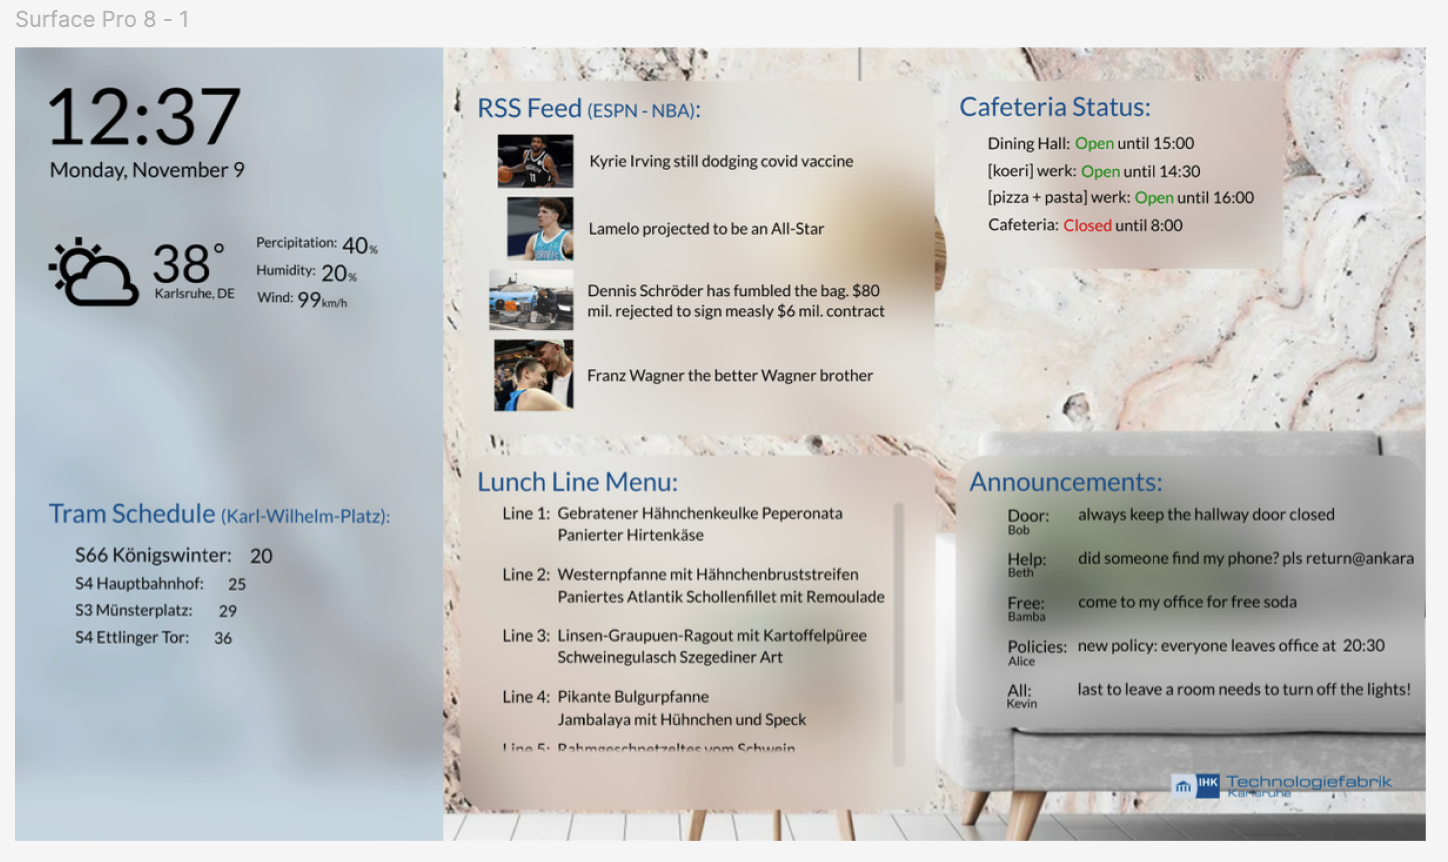 Surface Pro 8 - 1
12:37
Monday, November 9
38°
Karlsruhe, DE
Percipitation: 40%
Humidity: 20%
Wind: 99km/h
Tram Schedule (Karl-Wilhelm-Platz):
S66 Königswinter: 20
S4 Hauptbahnhof: 25
S3 Münsterplatz: 29
S4 Ettlinger Tor: 36
RSS Feed (ESPN - NBA):
Kyrie Irving still dodging covid vaccine
Lamelo projected to be an All-Star
Dennis Schröder has fumbled the bag. $80
mil. rejected to sign measly $6 mil. contract
Franz Wagner the better Wagner brother
Lunch Line Menu:
Line 1: Gebratener Hähnchenkeulke Peperonata
Panierter Hirtenkäse
Line 2: Westernpfanne mit Hähnchenbruststreifen
Paniertes Atlantik Schollenfillet mit Remoulade
Line 3: Linsen-Graupuen-Ragout mit Kartoffelpüree
Schweinegulasch Szegediner Art
Line 4: Pikante Bulgurpfanne
Jambalaya mit Hühnchen und Speck
Line 5: Rahmgeschnetzeltes vom Schwein
Cafeteria Status:
Dining Hall: Open until 15:00
[koeri] werk: Open until 14:30
[pizza + pasta] werk: Open until 16:00
Cafeteria: Closed until 8:00
Announcements:
Door: always keep the hallway door closed
Bob
Help: did someone find my phone? pls return@ankara
Beth
Free: come to my office for free soda
Bamba
Policies: new policy: everyone leaves office at 20:30
Alice
All: last to leave a room needs to turn off the lights!
Kevin
IHK Technologiefabrik
Karlsruhe